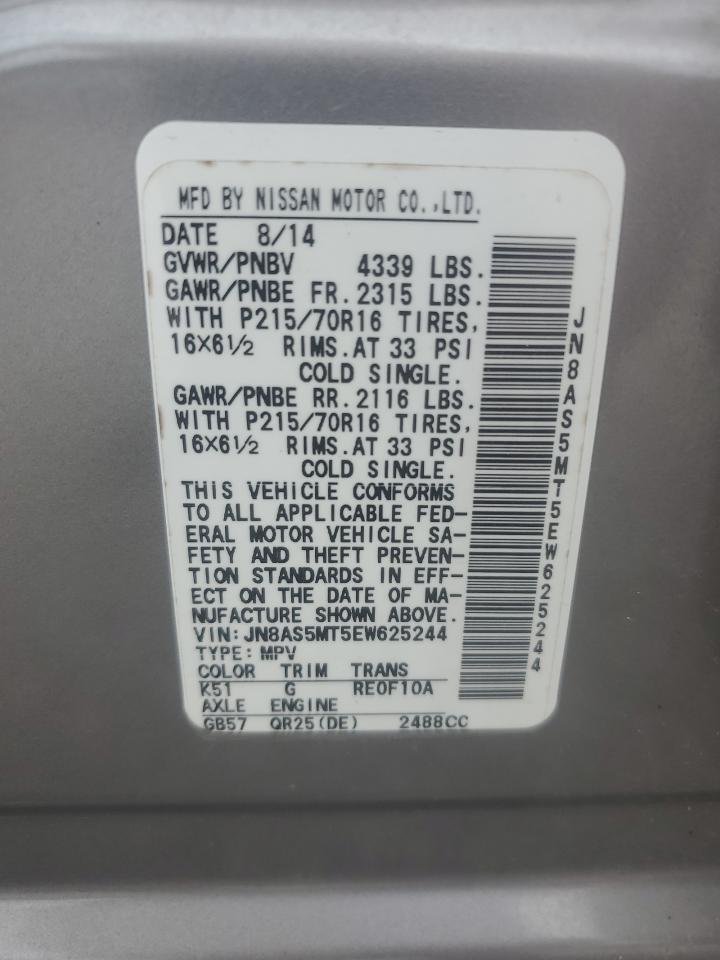 MFD BY NISSAN MOTOR CO.,LTD.
DATE 8/14
GVWR/PNBV 4339 LBS.
GAWR/PNBE FR.2315 LBS.
WITH P215/70R16 TIRES,
16X6½ RIMS.AT 33 PSI
COLD SINGLE.
GAWR/PNBE RR.2116 LBS.
WITH P215/70R16 TIRES,
16X6½ RIMS.AT 33 PSI
COLD SINGLE.
THIS VEHICLE CONFORMS
TO ALL APPLICABLE FED-
ERAL MOTOR VEHICLE SA-
FETY AND THEFT PREVEN-
TION STANDARDS IN EFF-
ECT ON THE DATE OF MA-
NUFACTURE SHOWN ABOVE.
VIN:JN8AS5MT5EW625244
TYPE:MPV
COLOR TRIM TRANS
K51 G RE0F10A
AXLE ENGINE
GB57 QR25(DE) 2488CC
JN8AS5MT5EW625244